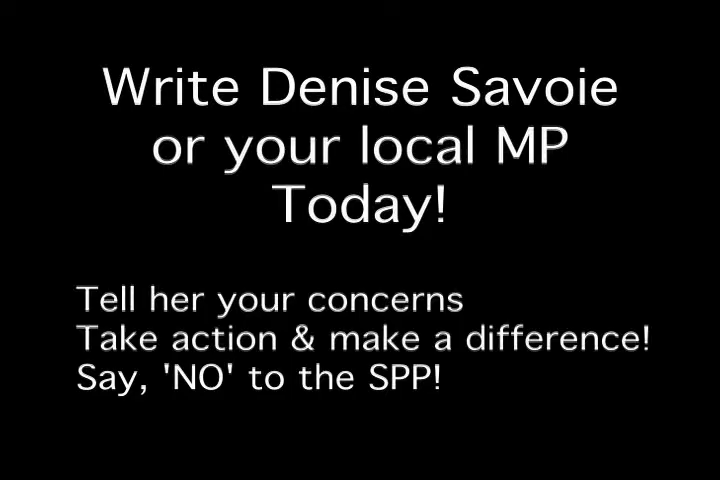 Write Denise Savoie
or your local MP
Today!
Tell her your concerns
Take action & make a difference!
Say, 'NO' to the SPP!